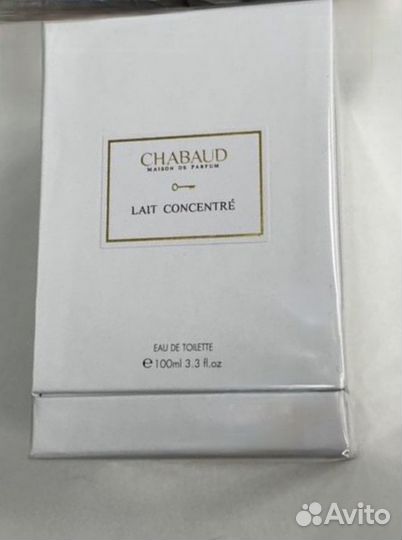 CHABAUD
MAISON DE PARFUM
LAIT CONCENTRÉ
EAU DE TOILETTE
℮100ml 3.3 fl.oz
Avito